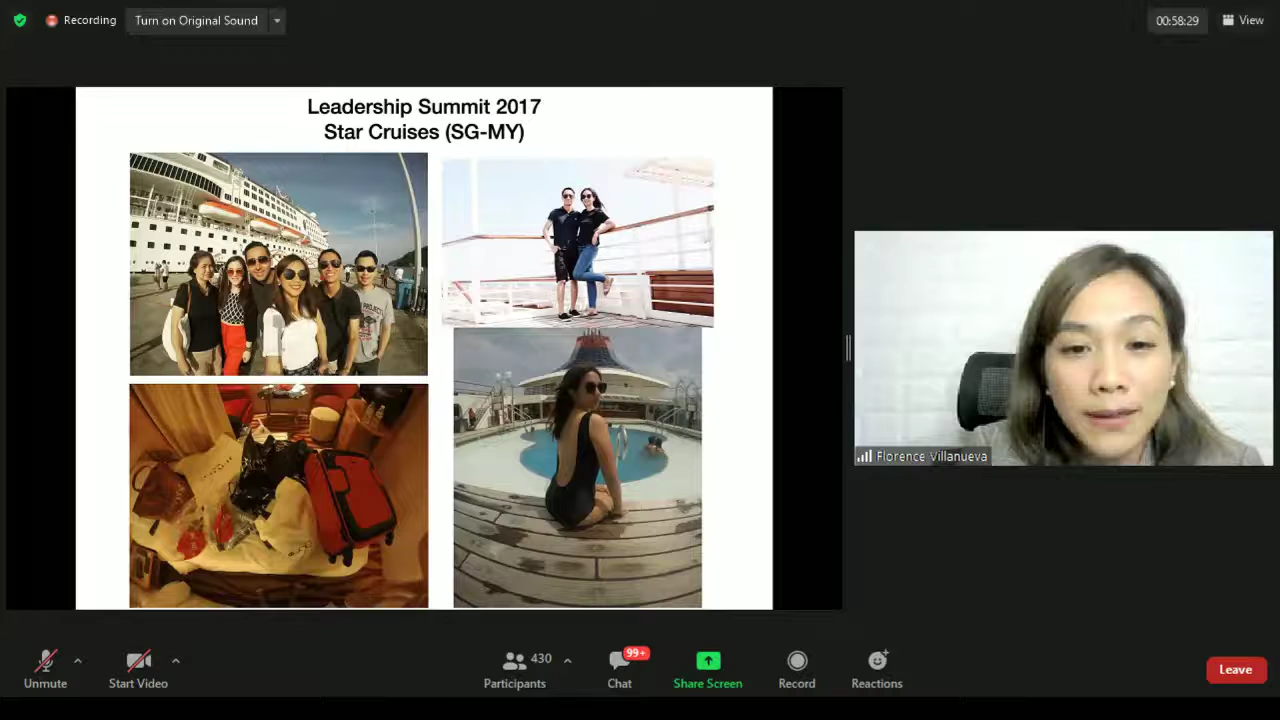 Recording
Turn on Original Sound
00:58:29
View
Leadership Summit 2017
Star Cruises (SG-MY)
Florence Villanueva
Unmute
Start Video
430
Participants
99+
Chat
Share Screen
Record
Reactions
Leave